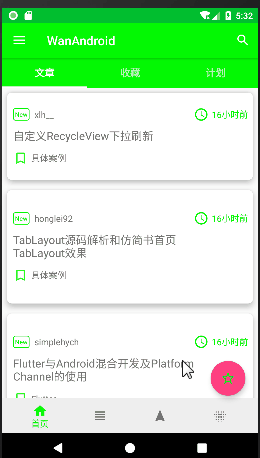 5:32
WanAndroid
文章 收藏 计划
New xlh__ 16小时前
自定义RecycleView下拉刷新
具体案例
New honglei92 16小时前
TabLayout源码解析和仿简书首页
TabLayout效果
具体案例
New simplehych 16小时前
Flutter与Android混合开发及Platform
Channel的使用
Flutter
首页